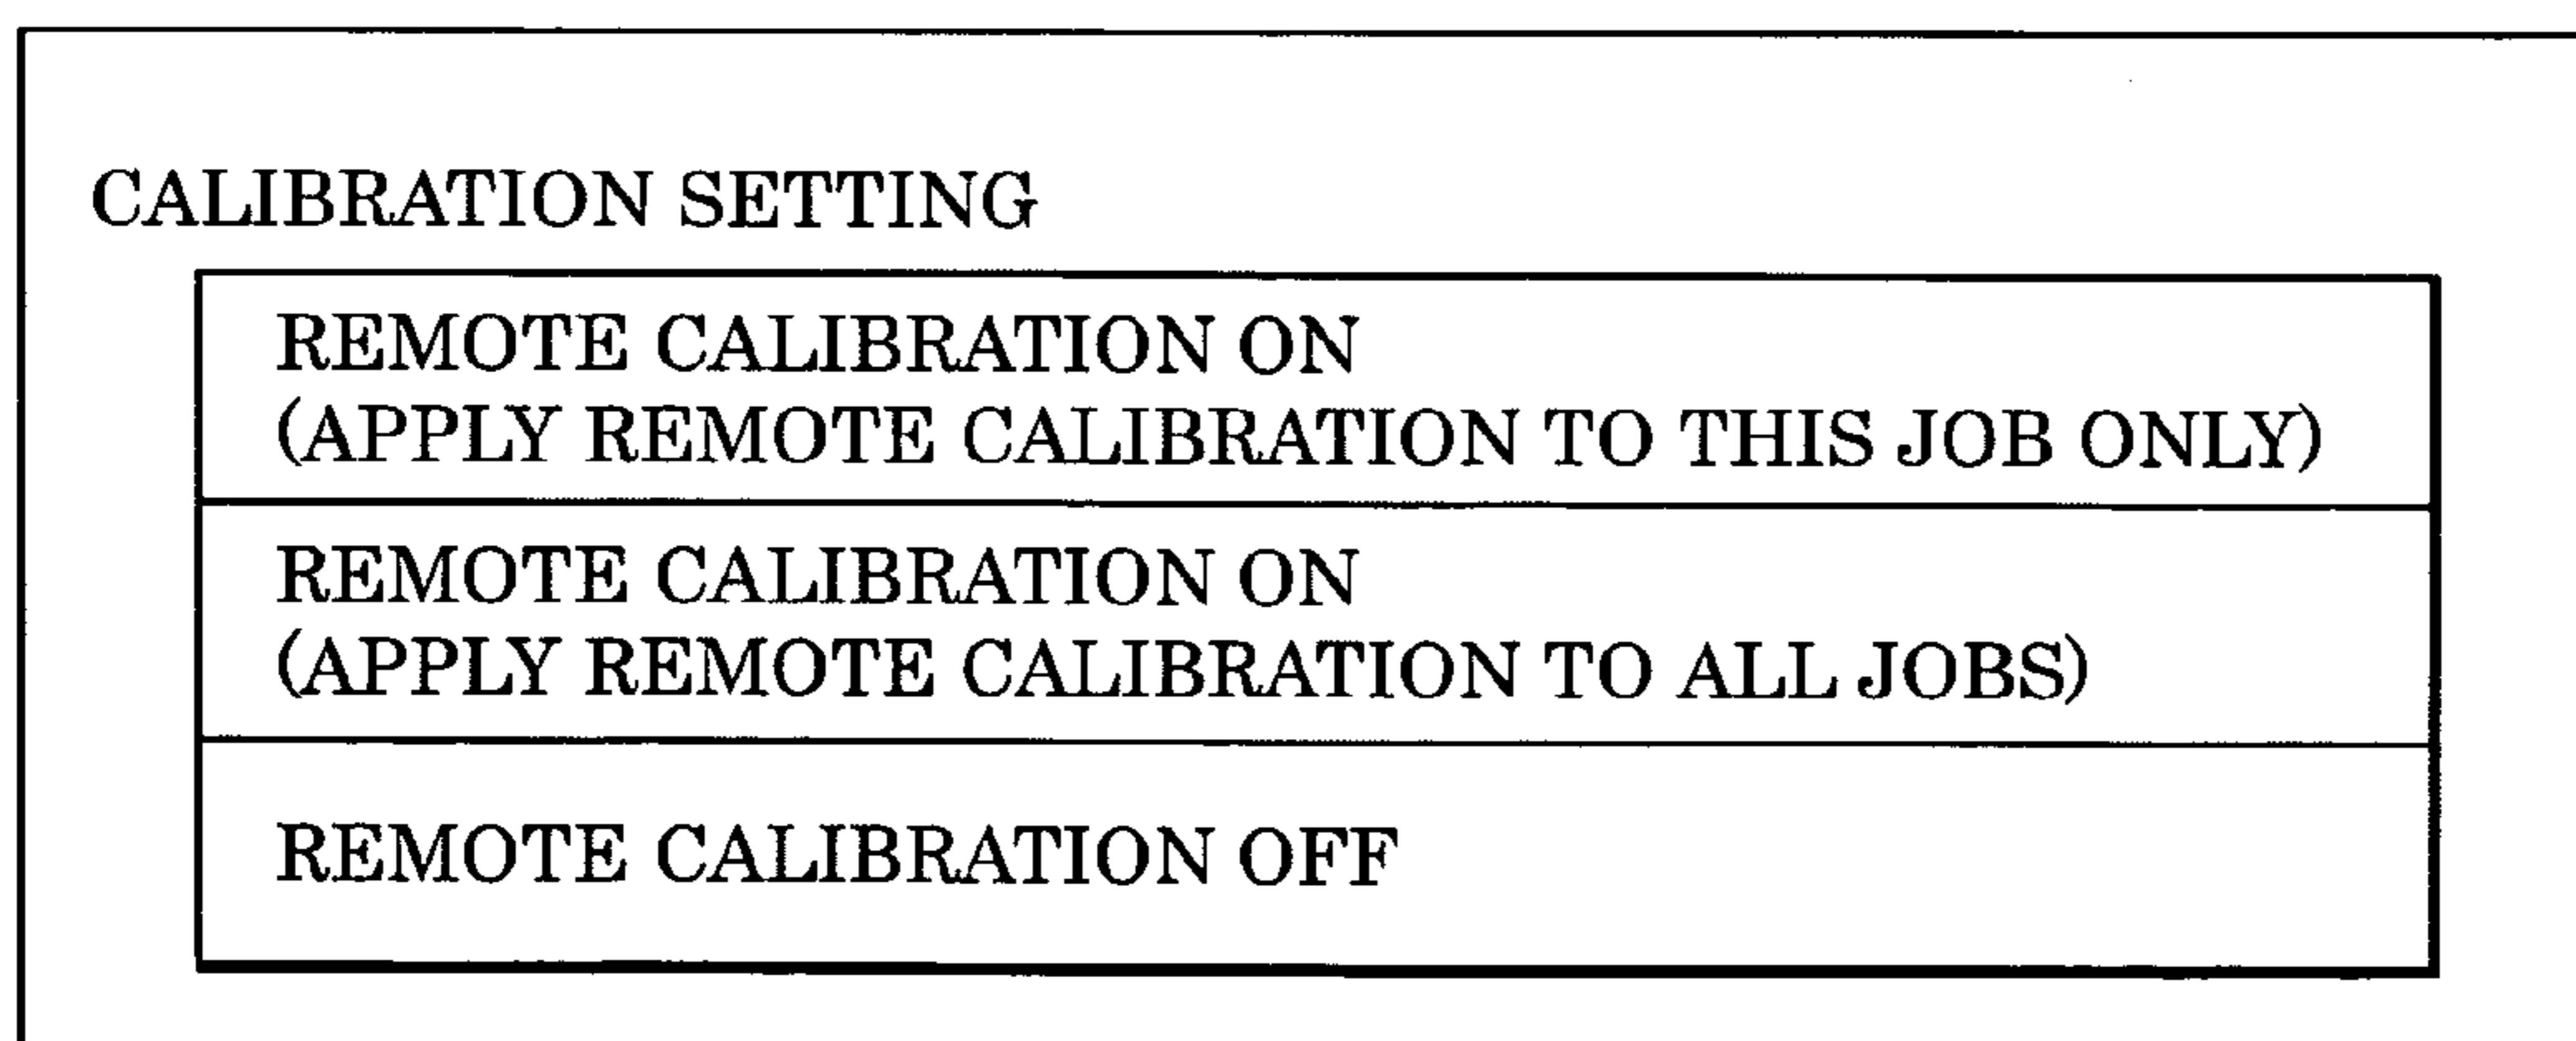 CALIBRATION SETTING
REMOTE CALIBRATION ON
(APPLY REMOTE CALIBRATION TO THIS JOB ONLY)
REMOTE CALIBRATION ON
(APPLY REMOTE CALIBRATION TO ALL JOBS)
REMOTE CALIBRATION OFF